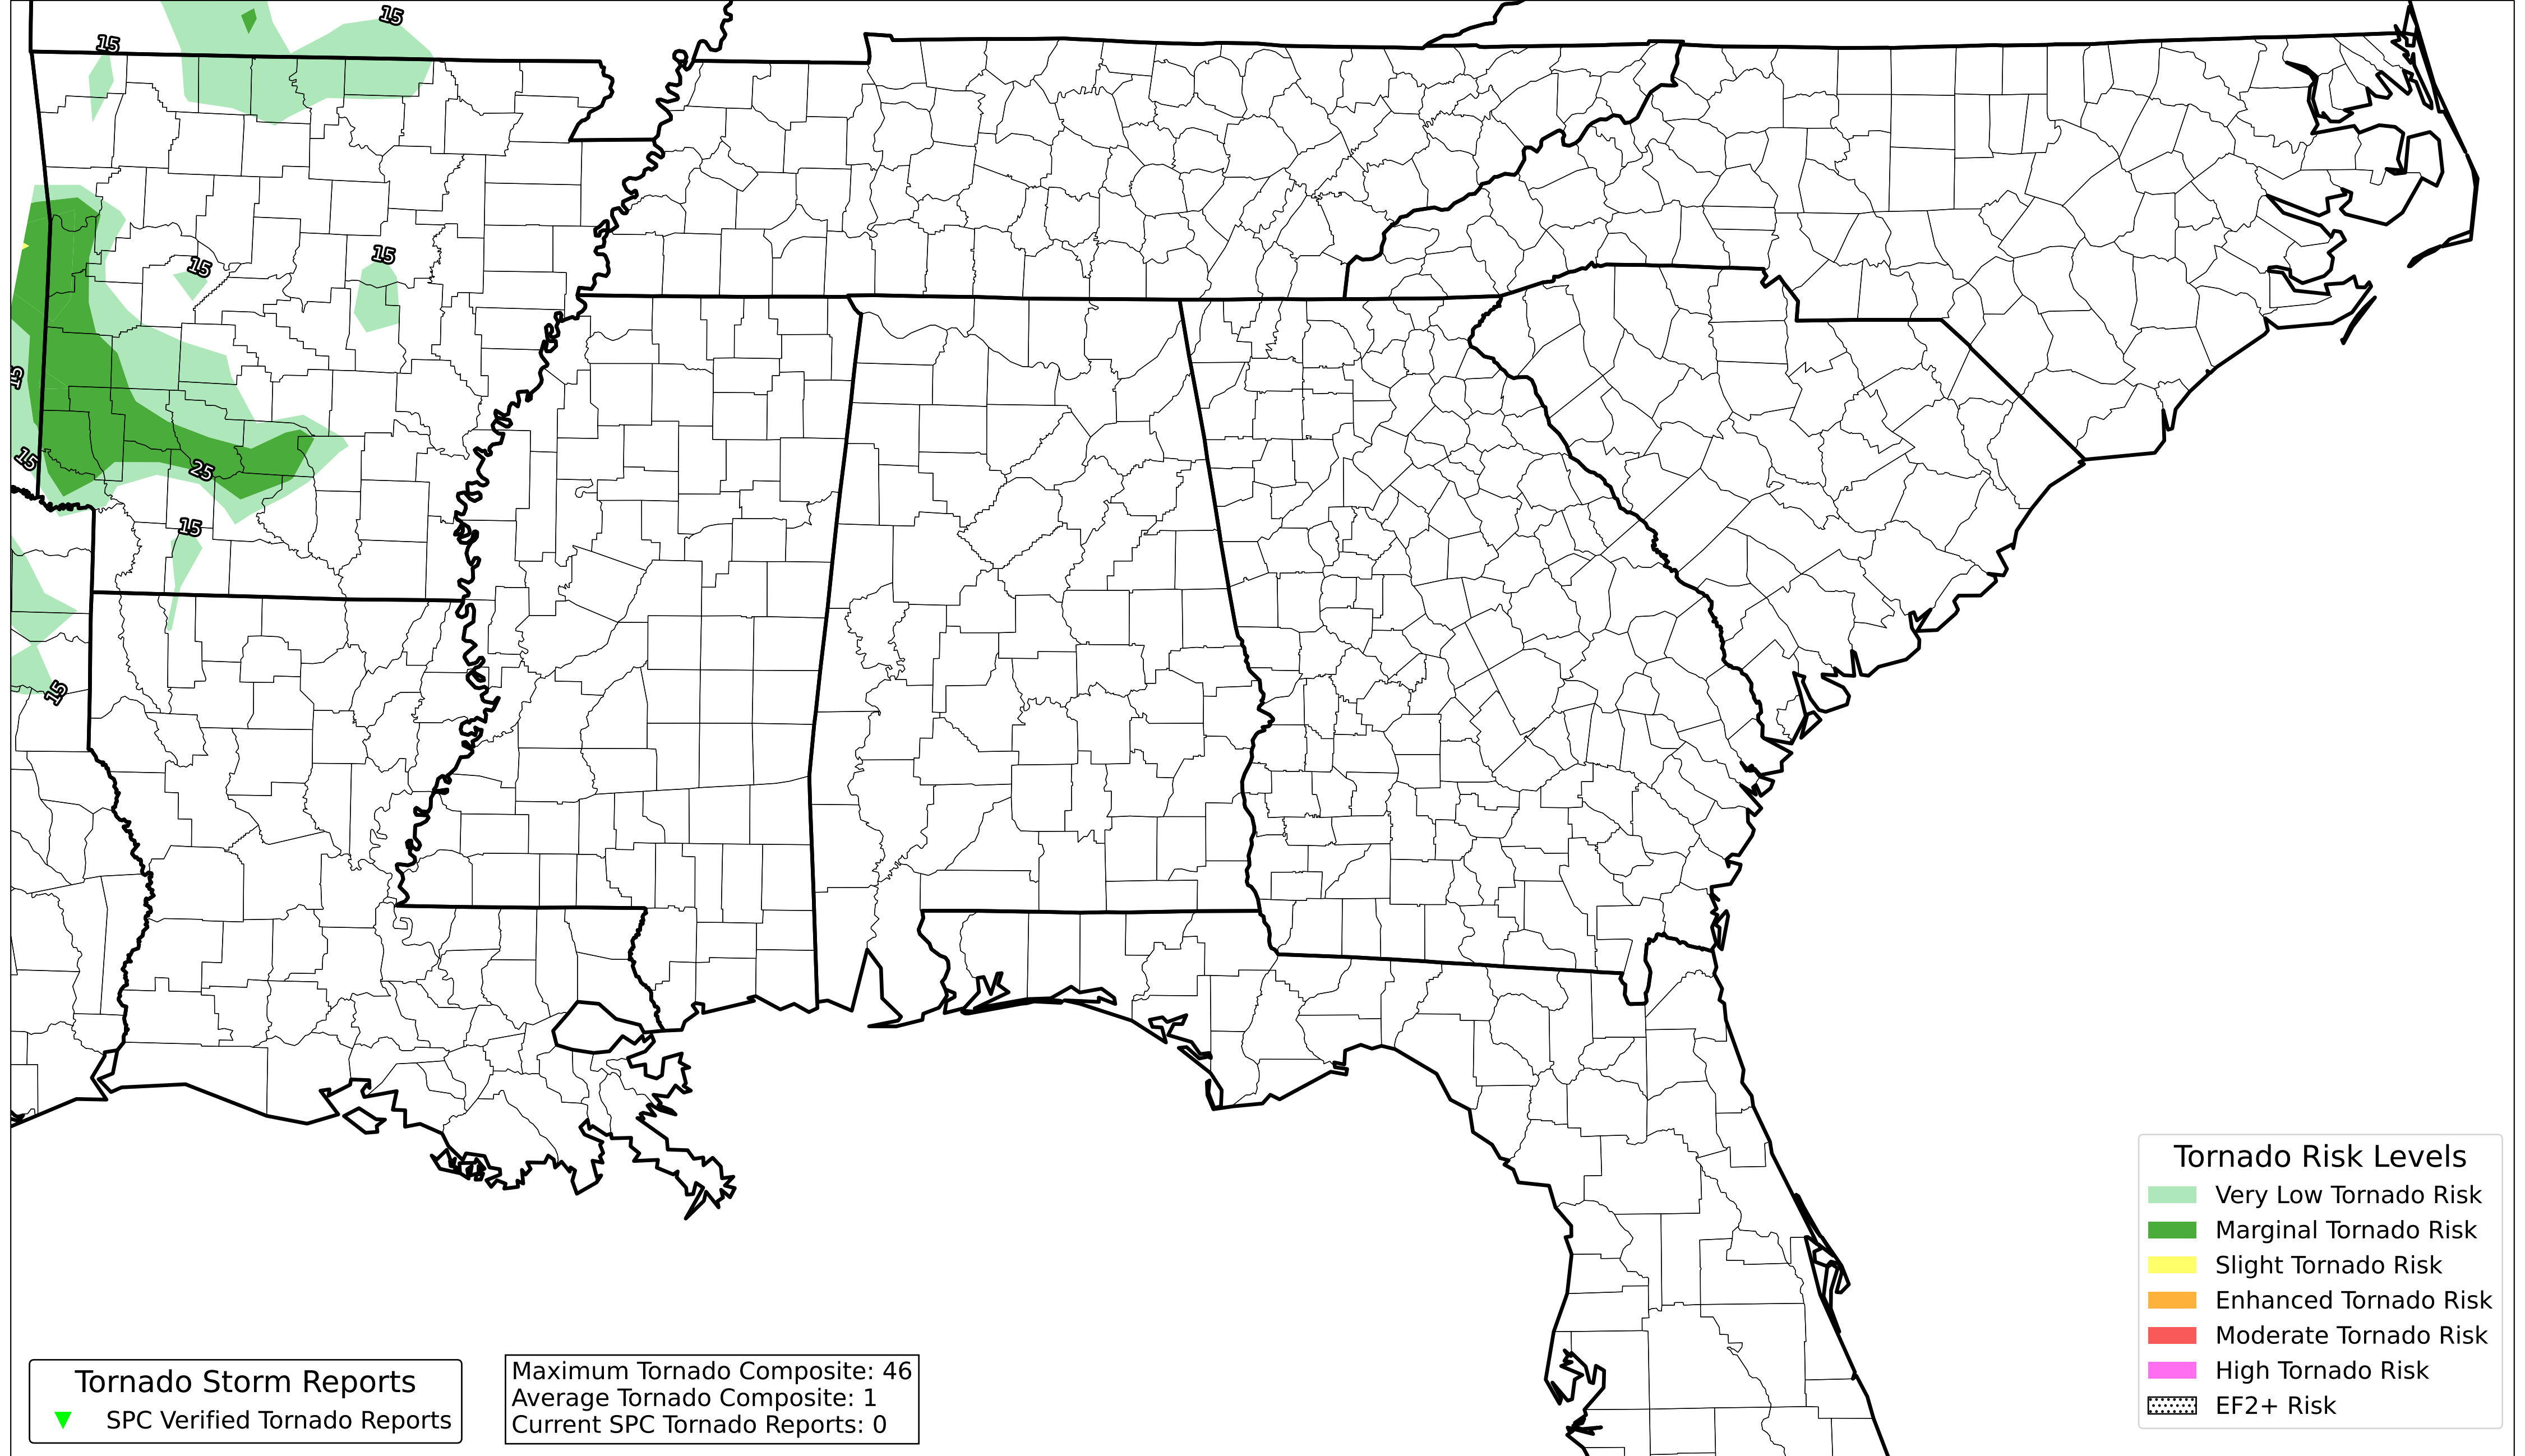 15
15
15
15
15
15
25
15
15
Tornado Risk Levels
Very Low Tornado Risk
Marginal Tornado Risk
Slight Tornado Risk
Enhanced Tornado Risk
Moderate Tornado Risk
High Tornado Risk
EF2+ Risk
Tornado Storm Reports
SPC Verified Tornado Reports
Maximum Tornado Composite: 46
Average Tornado Composite: 1
Current SPC Tornado Reports: 0